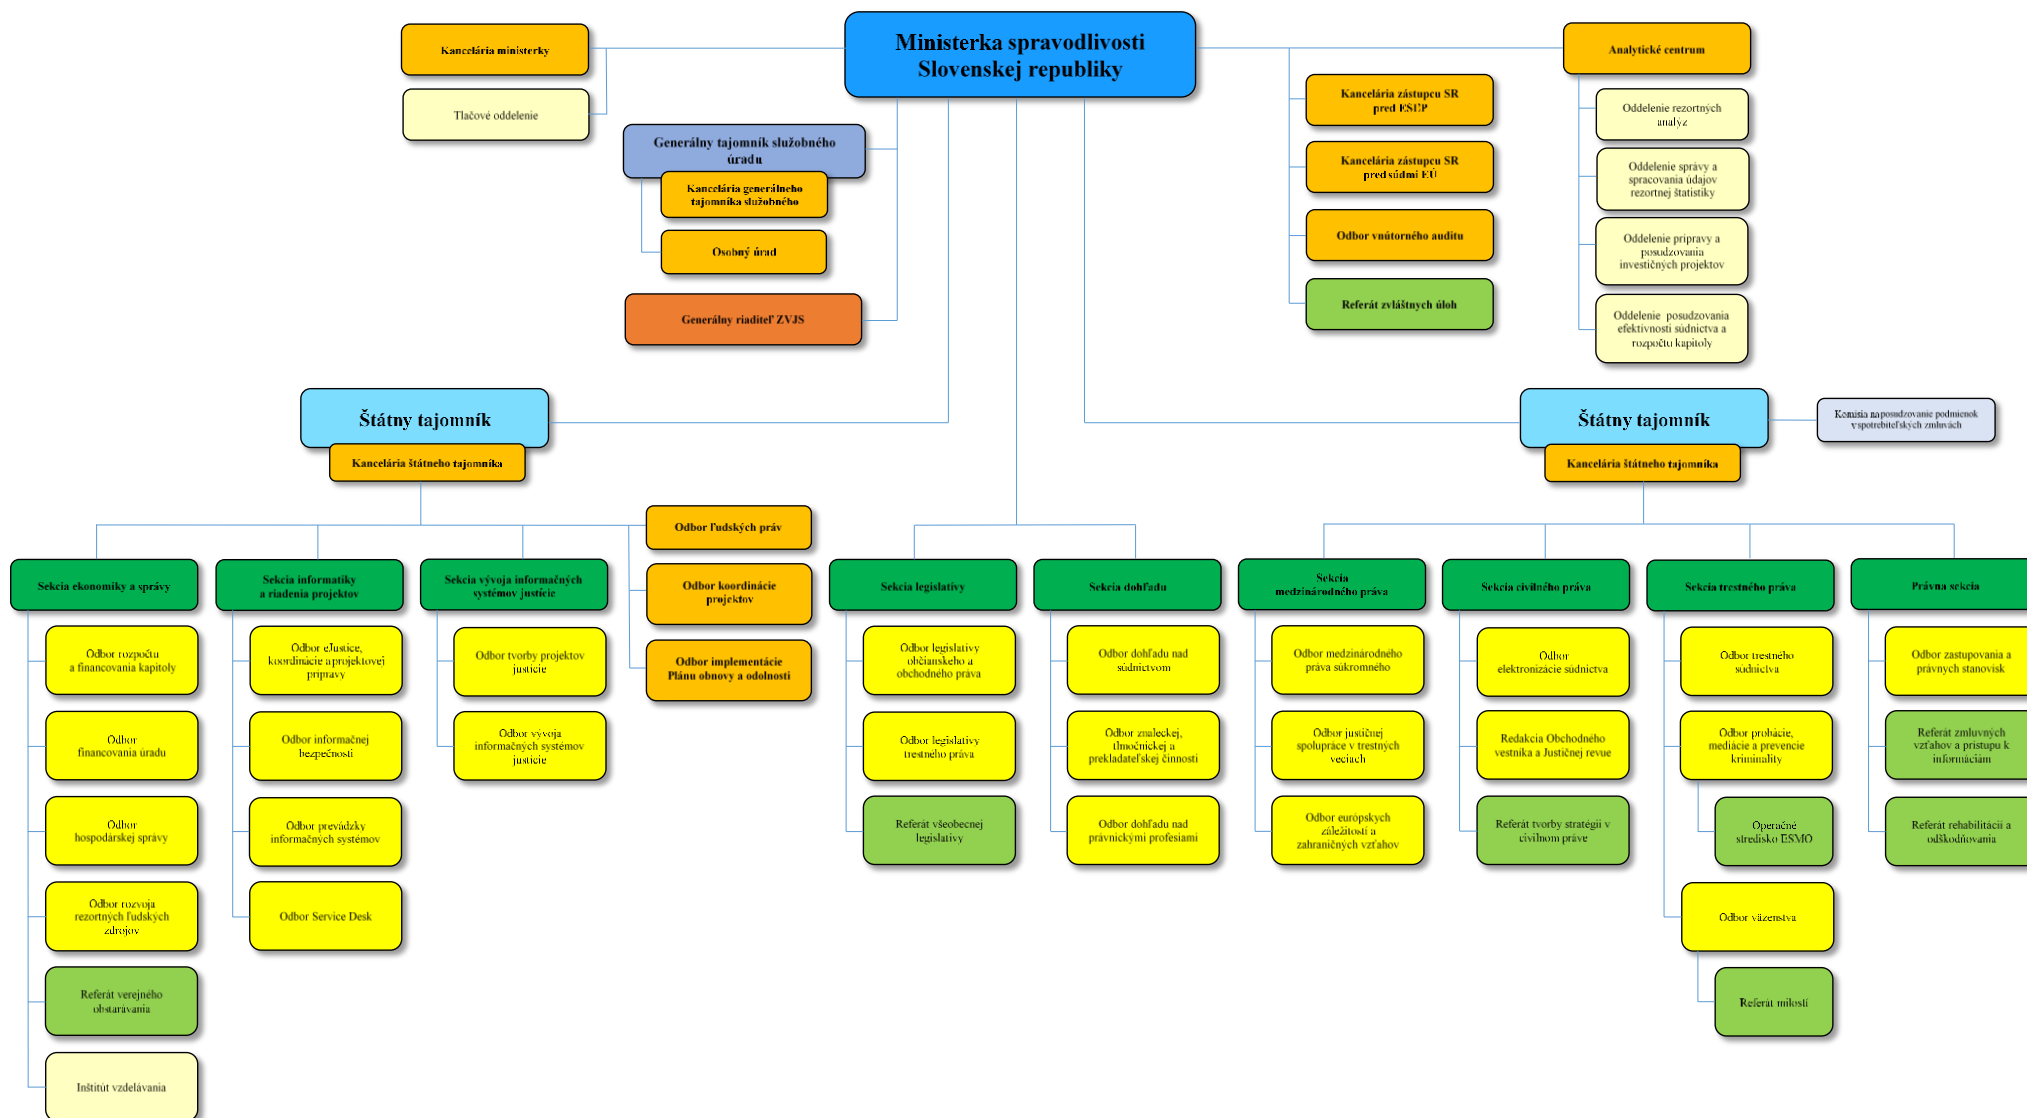 Ministerka spravodlivosti
Slovenskej republiky
Kancelária ministerky
Tlačové oddelenie
Generálny tajomník služobného
úradu
Kancelária generálneho
tajomníka služobného
Osobný úrad
Generálny riaditeľ ZVJS
Kancelária zástupcu SR
pred ESĽP
Kancelária zástupcu SR
pred súdmi EÚ
Odbor vnútorného auditu
Referát zvláštnych úloh
Analytické centrum
Oddelenie rezortných
analýz
Oddelenie správy a
spracovania údajov
rezortnej štatistiky
Oddelenie prípravy a
posudzovania
investičných projektov
Oddelenie posudzovania
efektívnosti súdnictva a
rozpočtu kapitoly
Štátny tajomník
Kancelária štátneho tajomníka
Štátny tajomník
Kancelária štátneho tajomníka
Komisia na posudzovanie podmienok
v spotrebiteľských zmluvách
Odbor ľudských práv
Odbor koordinácie
projektov
Odbor implementácie
Plánu obnovy a odolnosti
Sekcia ekonomiky a správy
Odbor rozpočtu
a financovania kapitoly
Odbor
financovania úradu
Odbor
hospodárskej správy
Odbor rozvoja
rezortných ľudských
zdrojov
Referát verejného
obstarávania
Inštitút vzdelávania
Sekcia informatiky
a riadenia projektov
Odbor eJustice,
koordinácie a projektovej
prípravy
Odbor informačnej
bezpečnosti
Odbor prevádzky
informačných systémov
Odbor Service Desk
Sekcia vývoja informačných
systémov justície
Odbor tvorby projektov
justície
Odbor vývoja
informačných systémov
justície
Sekcia legislatívy
Odbor legislatívy
občianskeho a
obchodného práva
Odbor legislatívy
trestného práva
Referát všeobecnej
legislatívy
Sekcia dohľadu
Odbor dohľadu nad
súdnictvom
Odbor znaleckej,
tlmočníckej a
prekladateľskej činnosti
Odbor dohľadu nad
právnickými profesiami
Sekcia
medzinárodného práva
Odbor medzinárodného
práva súkromného
Odbor justičnej
spolupráce v trestných
veciach
Odbor európskych
záležitostí a
zahraničných vzťahov
Sekcia civilného práva
Odbor
elektronizácie súdnictva
Redakcia Obchodného
vestníka a Justičnej revue
Referát tvorby stratégií v
civilnom práve
Sekcia trestného práva
Odbor trestného
súdnictva
Odbor probácie,
mediácie a prevencie
kriminality
Operačné
stredisko ESMO
Odbor väzenstva
Referát milostí
Právna sekcia
Odbor zastupovania a
právnych stanovísk
Referát zmluvných
vzťahov a prístupu k
informáciám
Referát rehabilitácií a
odškodňovania